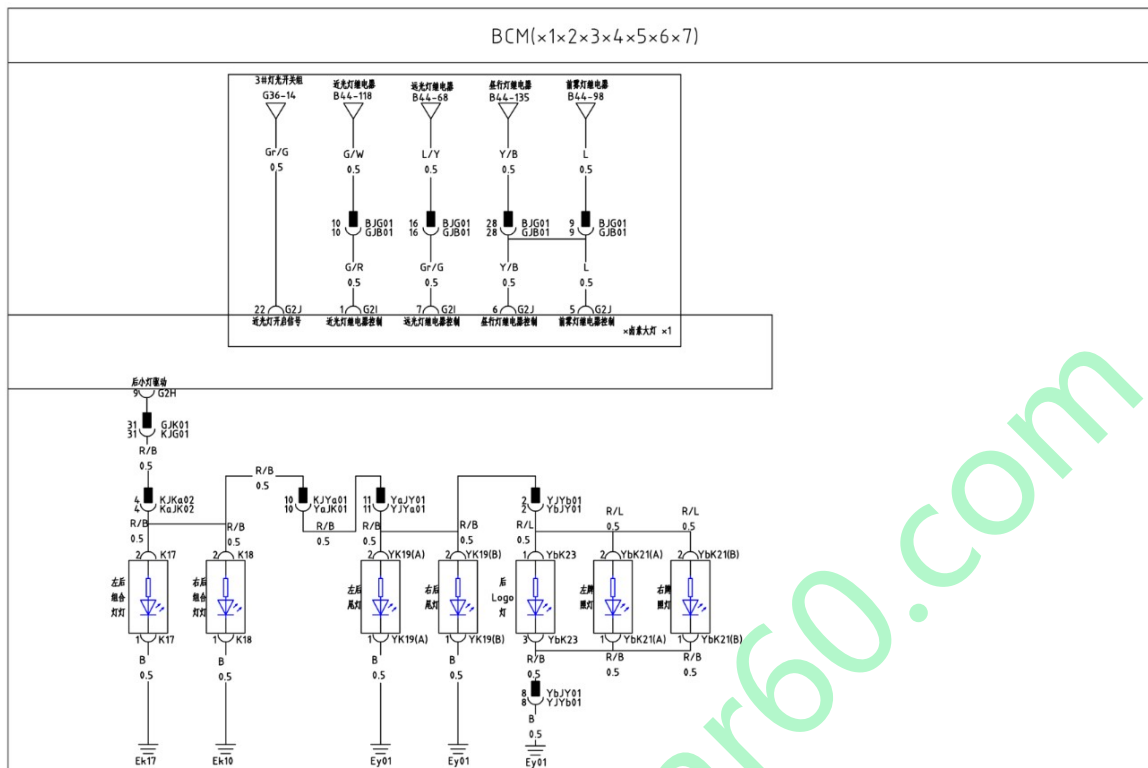 BCM(×1×2×3×4×5×6×7)
3#灯光开关组 近光灯继电器 远光灯继电器 昼行灯继电器 前雾灯继电器
G36-14 B44-118 B44-68 B44-135 B44-98
Gr/G G/W L/Y Y/B L
0.5 0.5 0.5 0.5 0.5
10 BJG01 16 BJG01 28 BJG01 9 BJG01
10 GJB01 16 GJB01 28 GJB01 9 GJB01
G/R Gr/G Y/B L
0.5 0.5 0.5 0.5
22 G2J 1 G2I 7 G2I 6 G2J 5 G2J
近光灯开启信号 近光灯继电器控制 远光灯继电器控制 昼行灯继电器控制 前雾灯继电器控制
×卤素大灯 ×1
后小灯驱动
9 G2H
31 GJK01
31 KJG01
R/B
0.5
R/B
0.5
4 KJKa02 10 KJYa01 11 YaJY01 2 YJYb01
4 KaJK02 10 YaJK01 11 YJYa01 2 YbJY01
R/B R/B R/B R/B R/B R/L R/L R/L
0.5 0.5 0.5 0.5 0.5 0.5 0.5 0.5
2 K17 2 K18 2 YK19(A) 2 YK19(B) 1 YbK23 2 YbK21(A) 2 YbK21(B)
左后 右后 左后 右后 后 左牌 右牌
组合 组合 尾灯 尾灯 Logo 照灯 照灯
灯灯 灯灯 灯
1 K17 1 K18 1 YK19(A) 1 YK19(B) 3 YbK23 1 YbK21(A) 1 YbK21(B)
B B B B R/B R/B R/B
0.5 0.5 0.5 0.5 0.5 0.5 0.5
8 YbJY01
8 YJYb01
B
0.5
Ek17 Ek10 Ey01 Ey01 Ey01
r60.com